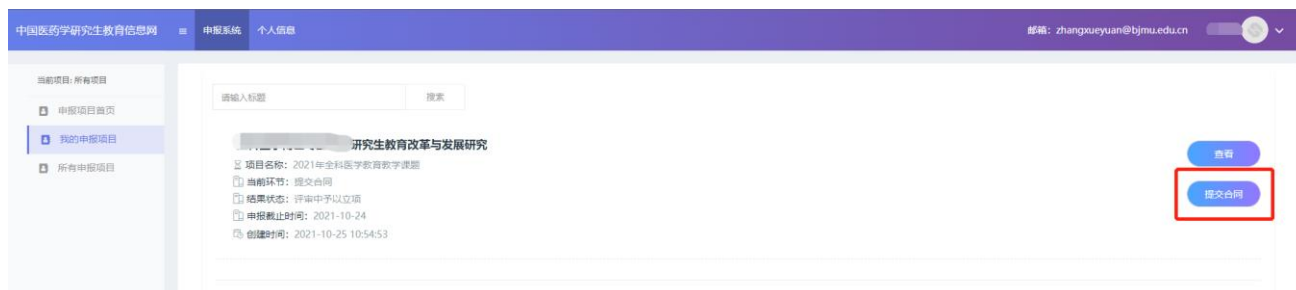 中国医药学研究生教育信息网 申报系统 个人信息 邮箱：zhangxueyuan@bjmu.edu.cn
当前项目: 所有项目
申报项目首页
我的申报项目
所有申报项目
请输入标题 搜索
研究生教育改革与发展研究
项目名称：2021年全科医学教育教学课题
当前环节：提交合同
结果状态：评审中予以立项
申报截止时间：2021-10-24
创建时间：2021-10-25 10:54:53
查看
提交合同